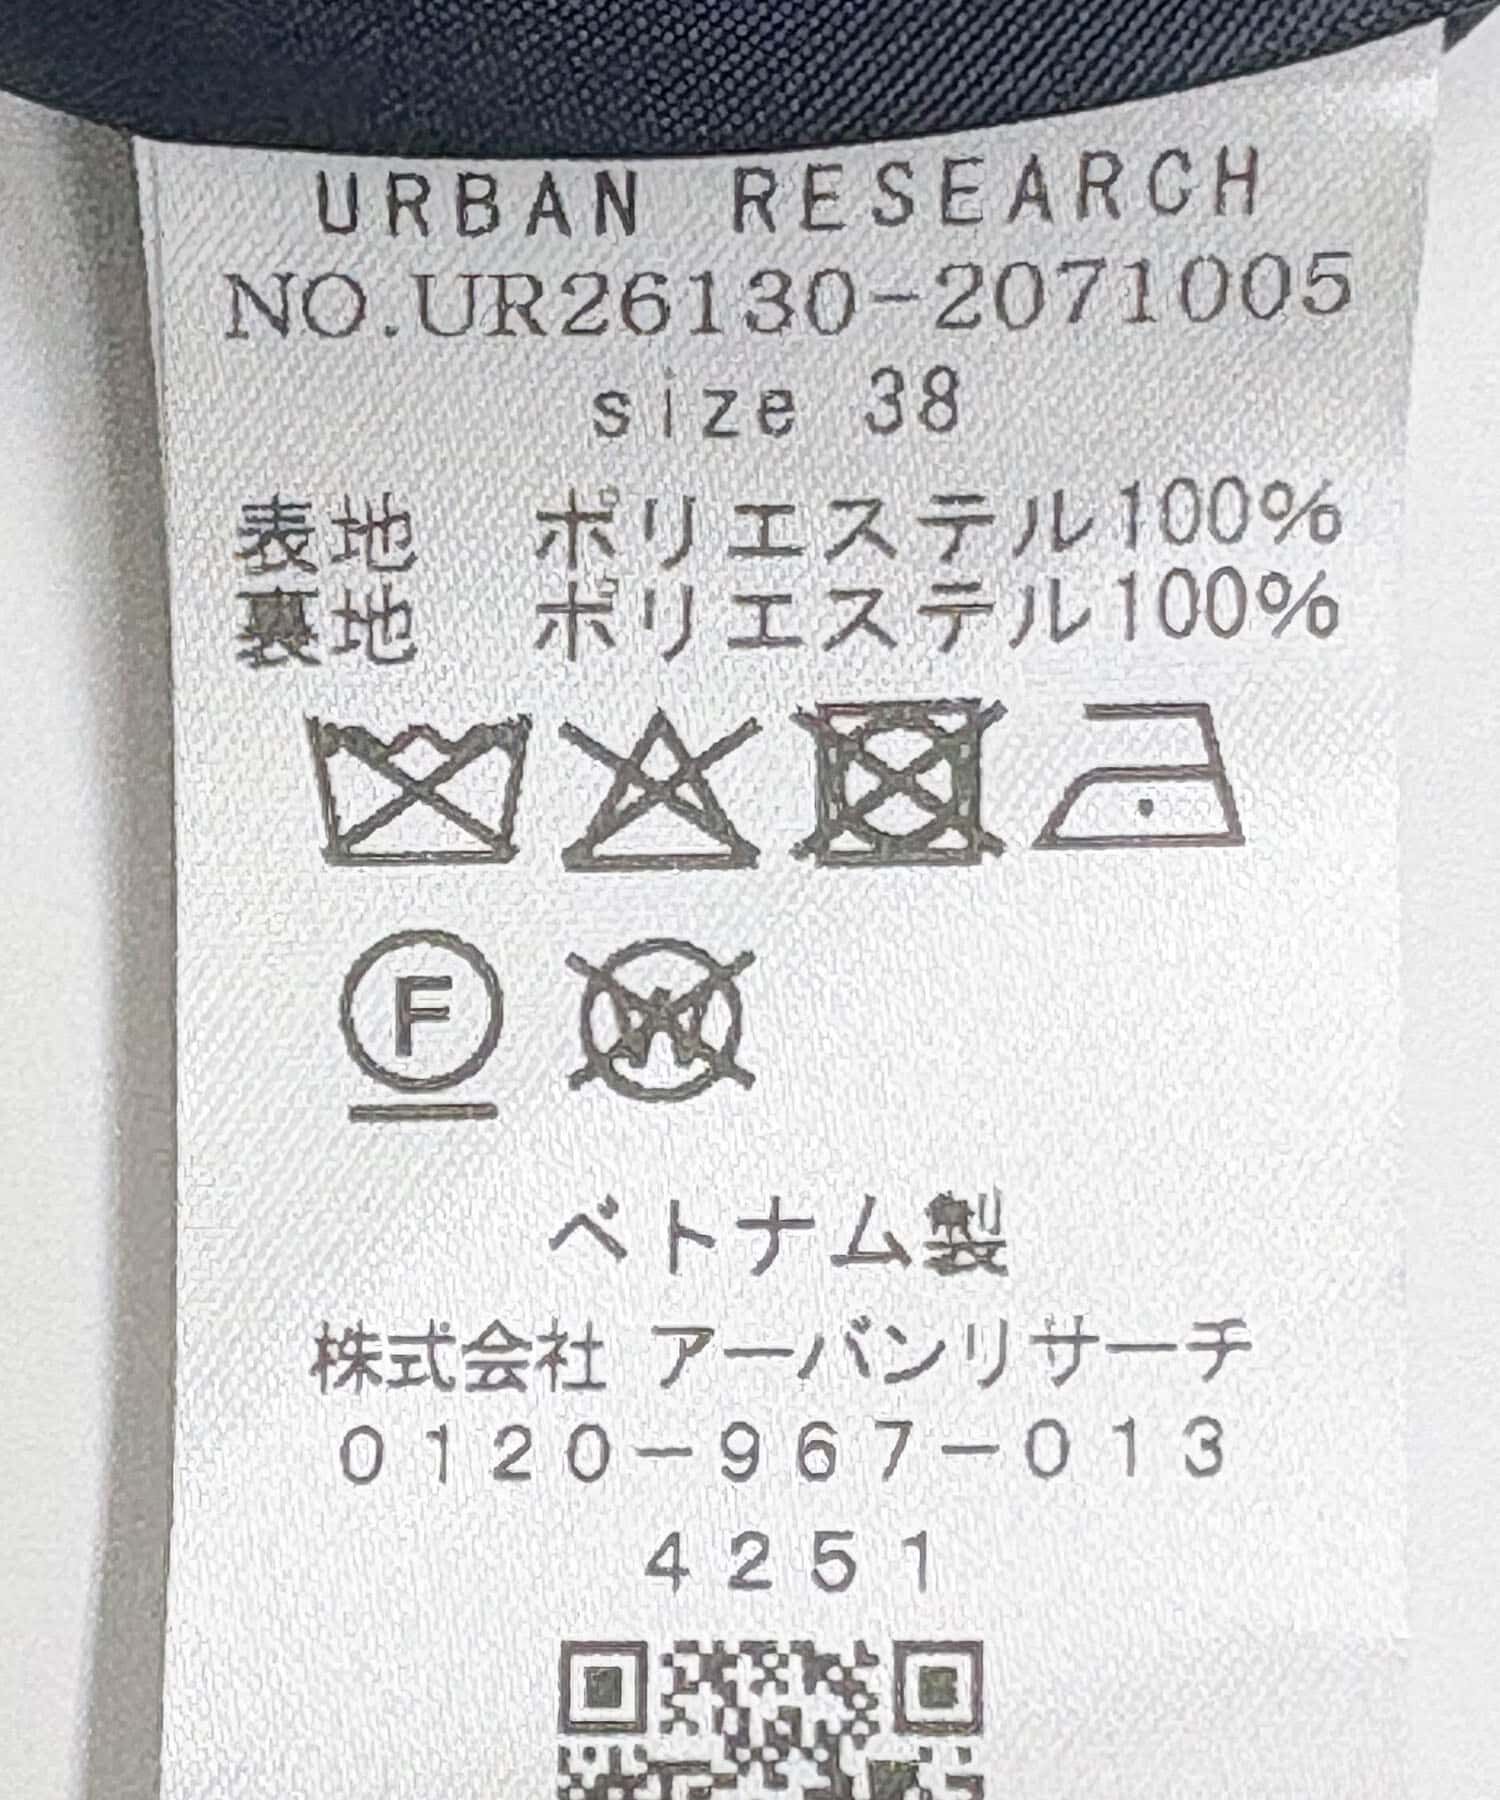 URBAN RESEARCH
NO.UR26130-2071005
size 38
表地 ポリエステル100%
裏地 ポリエステル100%
F
ベトナム製
株式会社 アーバンリサーチ
0120-967-013
4251